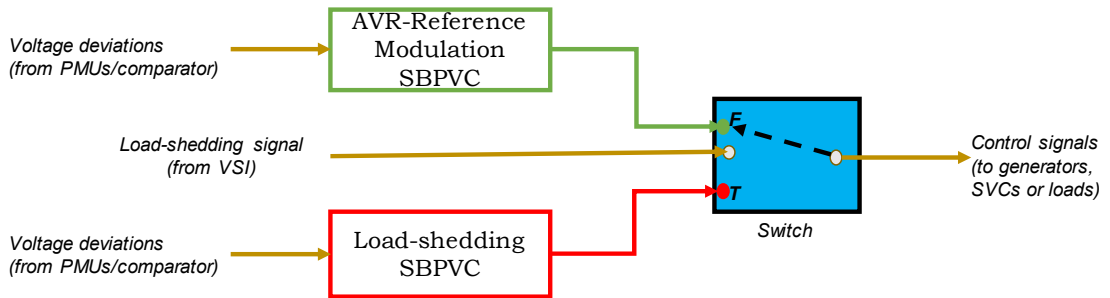 Voltage deviations
(from PMUs/comparator)
AVR-Reference
Modulation
SBPVC
Load-shedding signal
(from VSI)
F
T
Switch
Control signals
(to generators,
SVCs or loads)
Voltage deviations
(from PMUs/comparator)
Load-shedding
SBPVC